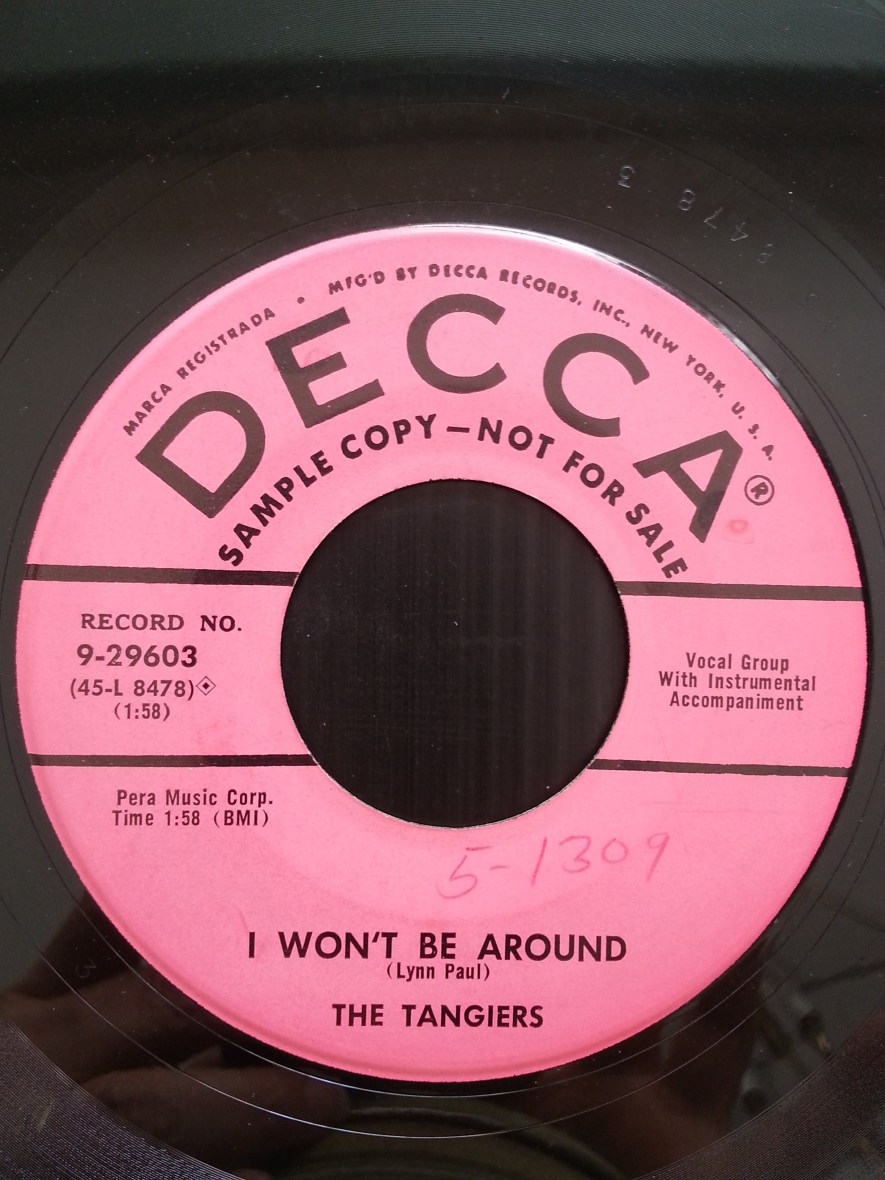 MARCA REGISTRADA • MFG'D BY DECCA RECORDS, INC., NEW YORK, U. S. A.
DECCA®
SAMPLE COPY—NOT FOR SALE
RECORD NO.
9-29603
(45-L 8478)
(1:58)
Vocal Group
With Instrumental
Accompaniment
Pera Music Corp.
Time 1:58 (BMI)
5-1309
I WON'T BE AROUND
(Lynn Paul)
THE TANGIERS